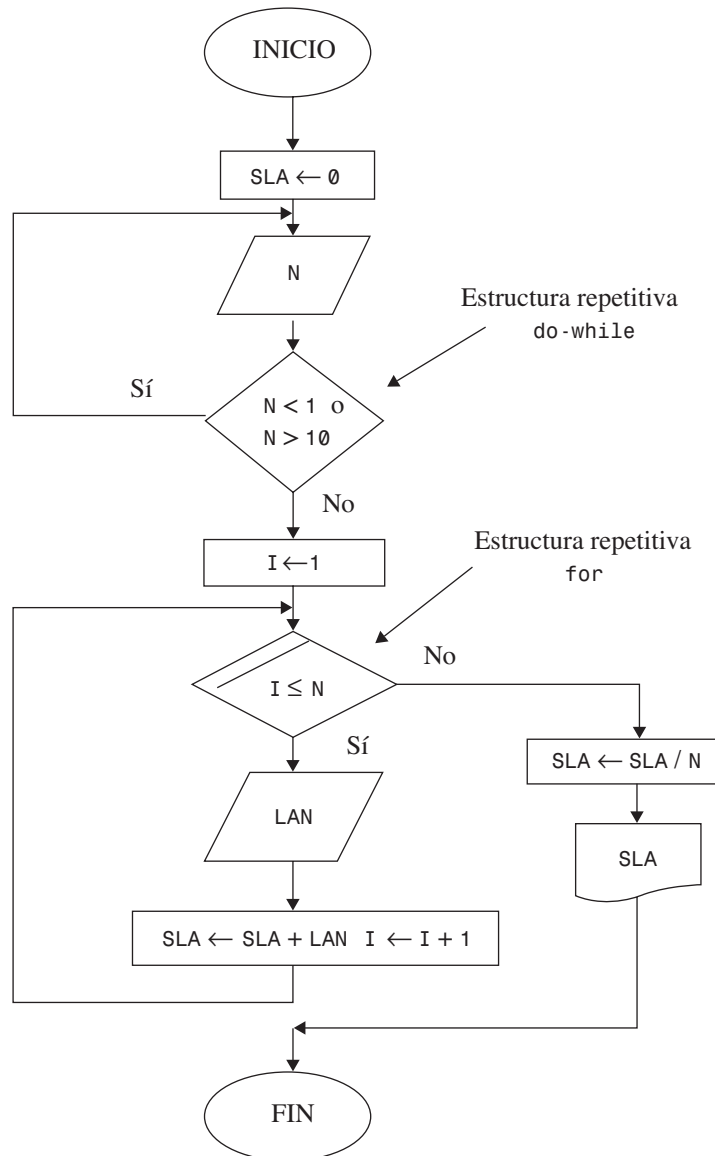 INICIO
SLA ← 0
N
Estructura repetitiva
do-while
Sí
N < 1 o
N > 10
No
I ← 1
Estructura repetitiva
for
No
I ≤ N
Sí
SLA ← SLA / N
LAN
SLA
SLA ← SLA + LAN I ← I + 1
FIN